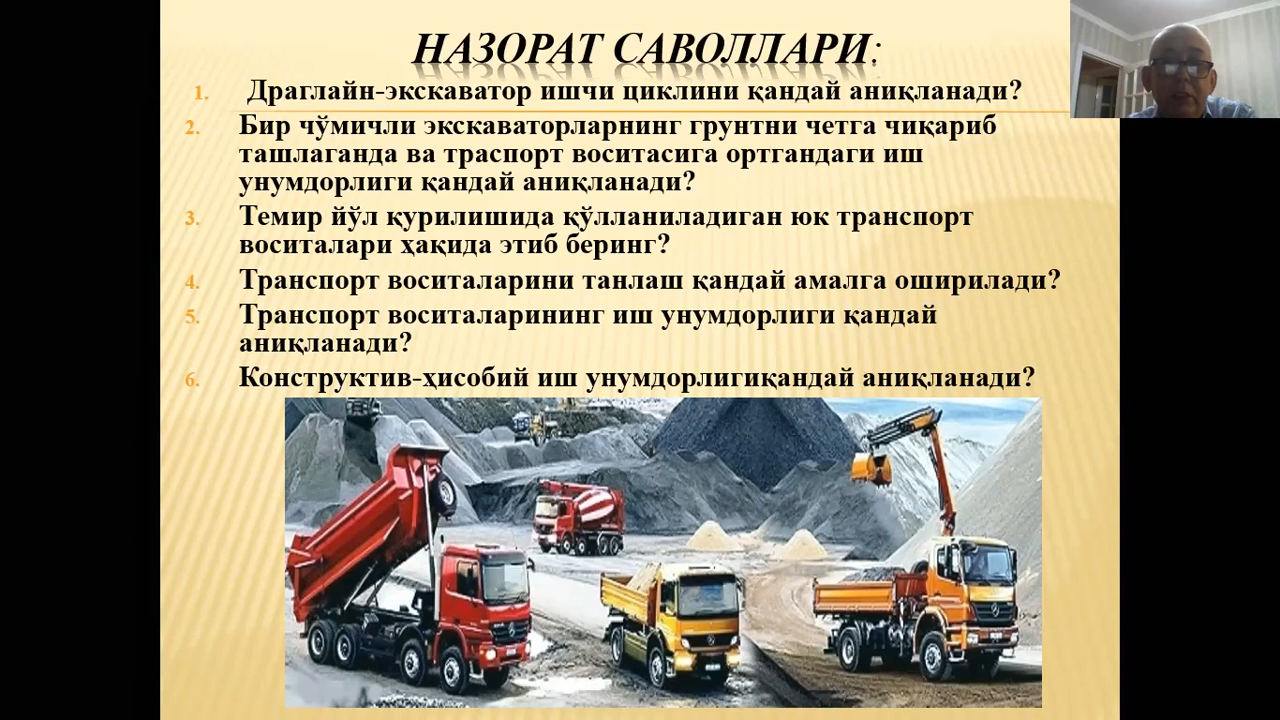 НАЗОРАТ САВОЛЛАРИ:
1. Драглайн-экскаватор ишчи циклини қандай аниқланади?
2. Бир чўмичли экскаваторларнинг грунтни четга чиқариб
ташлаганда ва траспорт воситасига ортгандаги иш
унумдорлиги қандай аниқланади?
3. Темир йўл қурилишида қўлланиладиган юк транспорт
воситалари ҳақида этиб беринг?
4. Транспорт воситаларини танлаш қандай амалга оширилади?
5. Транспорт воситаларининг иш унумдорлиги қандай
аниқланади?
6. Конструктив-ҳисобий иш унумдорлигиқандай аниқланади?